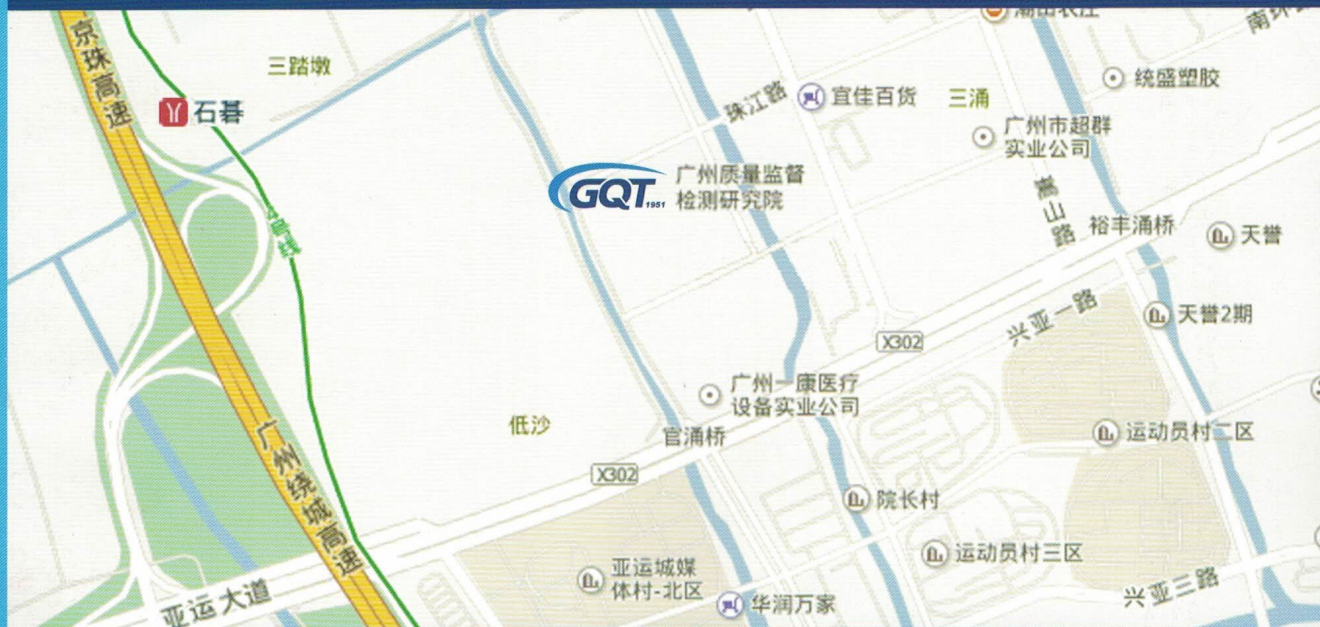 京珠高速
三踏墩
石碁
4号线
珠江路
宜佳百货
三涌
统盛塑胶
广州市超群
实业公司
GQT 1951
广州质量监督
检测研究院
裕丰涌桥
天誉
兴亚一路
天誉2期
X302
广州一康医疗
设备实业公司
低沙
官涌桥
运动员村二区
X302
广州绕城高速
院长村
运动员村三区
亚运城媒
体村-北区
兴亚三路
亚运大道
华润万家